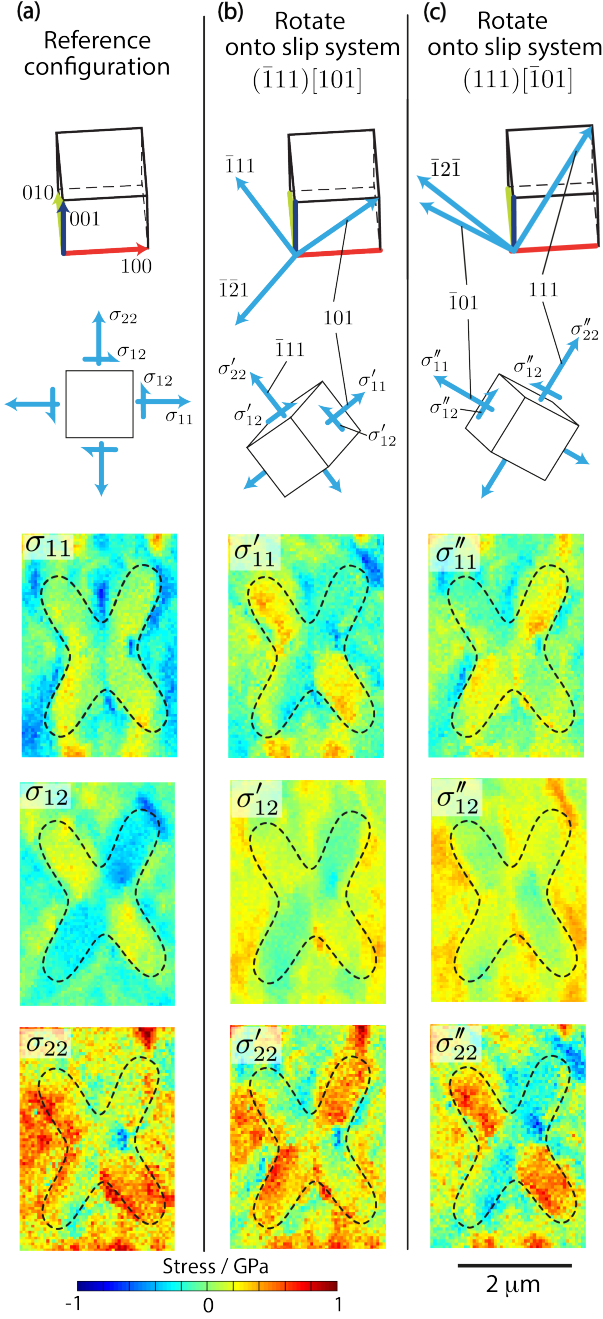 (a)
Reference
configuration
(b)
Rotate
onto slip system
(1̅11)[101]
(c)
Rotate
onto slip system
(111)[1̅01]
010
001
100
1̅11
1̅2̅1
101
1̅21̅
1̅01
111
σ22
σ12
σ12
σ11
1̅11
σ′22
σ′11
σ′12
σ′12
σ″22
σ″11
σ″12
σ″12
σ11
σ′11
σ″11
σ12
σ′12
σ″12
σ22
σ′22
σ″22
Stress / GPa
-1
0
1
2 μm